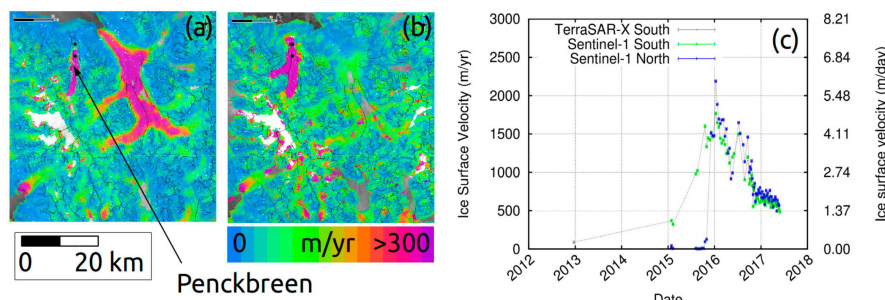 (a)
(b)
0 20 km
0 m/yr >300
Penckbreen
(c)
TerraSAR-X South
Sentinel-1 South
Sentinel-1 North
Ice Surface Velocity (m/yr)
3000
2500
2000
1500
1000
500
0
8.21
6.84
5.48
4.11
2.74
1.37
0.00
Ice surface velocity (m/day)
2012 2013 2014 2015 2016 2017 2018
Date